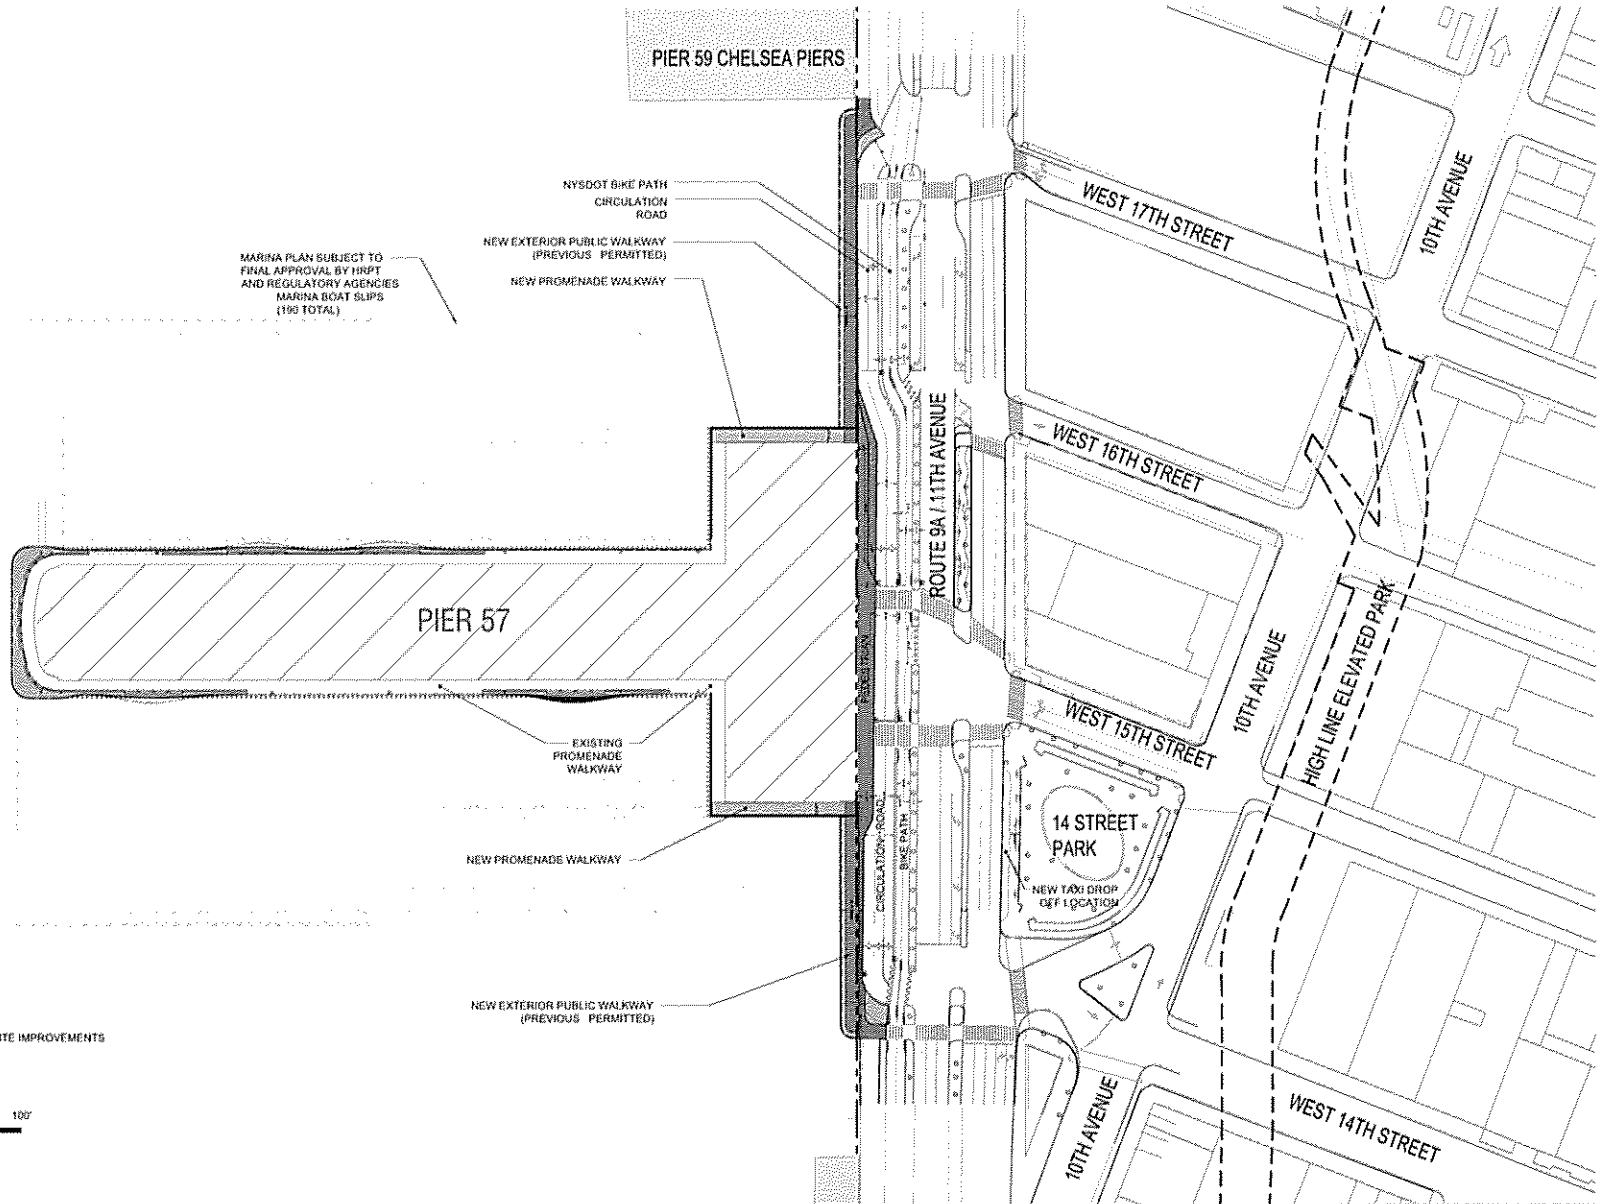 PIER 59 CHELSEA PIERS
NYSDOT BIKE PATH
CIRCULATION
ROAD
NEW EXTERIOR PUBLIC WALKWAY
(PREVIOUS PERMITTED)
NEW PROMENADE WALKWAY
MARINA PLAN SUBJECT TO
FINAL APPROVAL BY HRPT
AND REGULATORY AGENCIES
MARINA BOAT SLIPS
(190 TOTAL)
WEST 17TH STREET
10TH AVENUE
ROUTE 9A / 11TH AVENUE
WEST 16TH STREET
PIER 57
PEDESTRIAN
10TH AVENUE
HIGH LINE ELEVATED PARK
WEST 15TH STREET
EXISTING
PROMENADE
WALKWAY
CIRCULATION ROAD
BIKE PATH
14 STREET
PARK
NEW TAXI DROP
OFF LOCATION
NEW PROMENADE WALKWAY
NEW EXTERIOR PUBLIC WALKWAY
(PREVIOUS PERMITTED)
ITE IMPROVEMENTS
100'
10TH AVENUE
WEST 14TH STREET